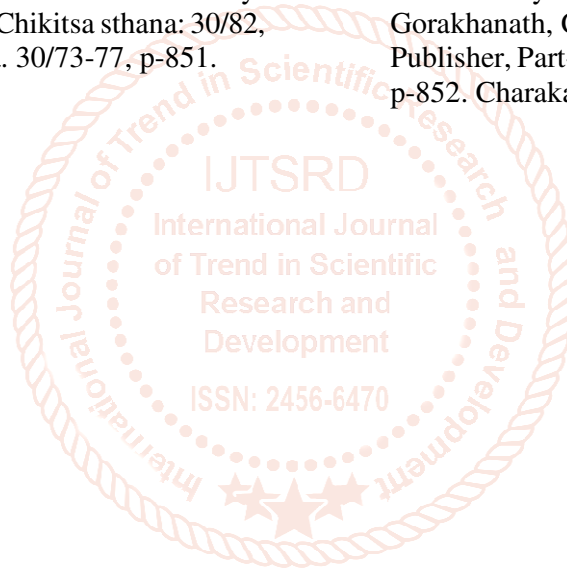 Chikitsa sthana: 30/82,
30/73-77, p-851.
Gorakhanath,
Publisher, Part
p-852. Charaka
International Journal of Trend in Scientific Research and Development
IJTSRD
International Journal
of Trend in Scientific
Research and
Development
ISSN: 2456-6470